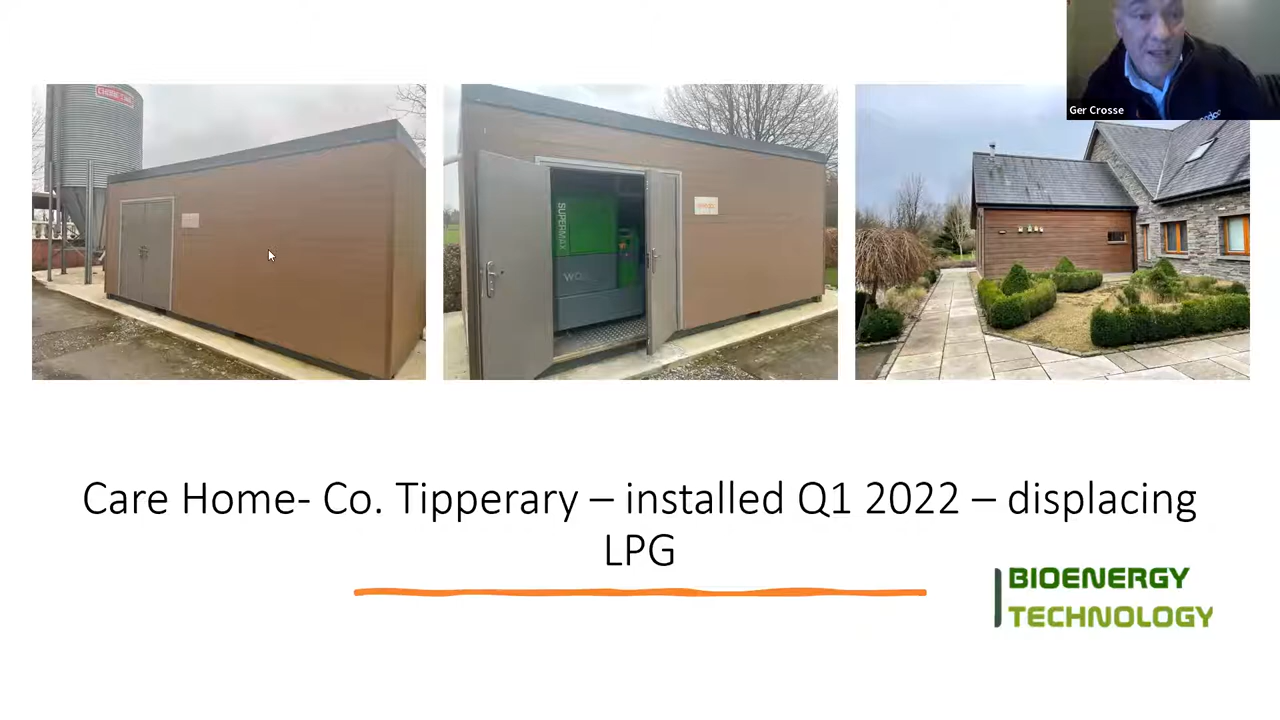 Ger Crosse
SUPERMAX
Care Home- Co. Tipperary – installed Q1 2022 – displacing
LPG
BIOENERGY
TECHNOLOGY